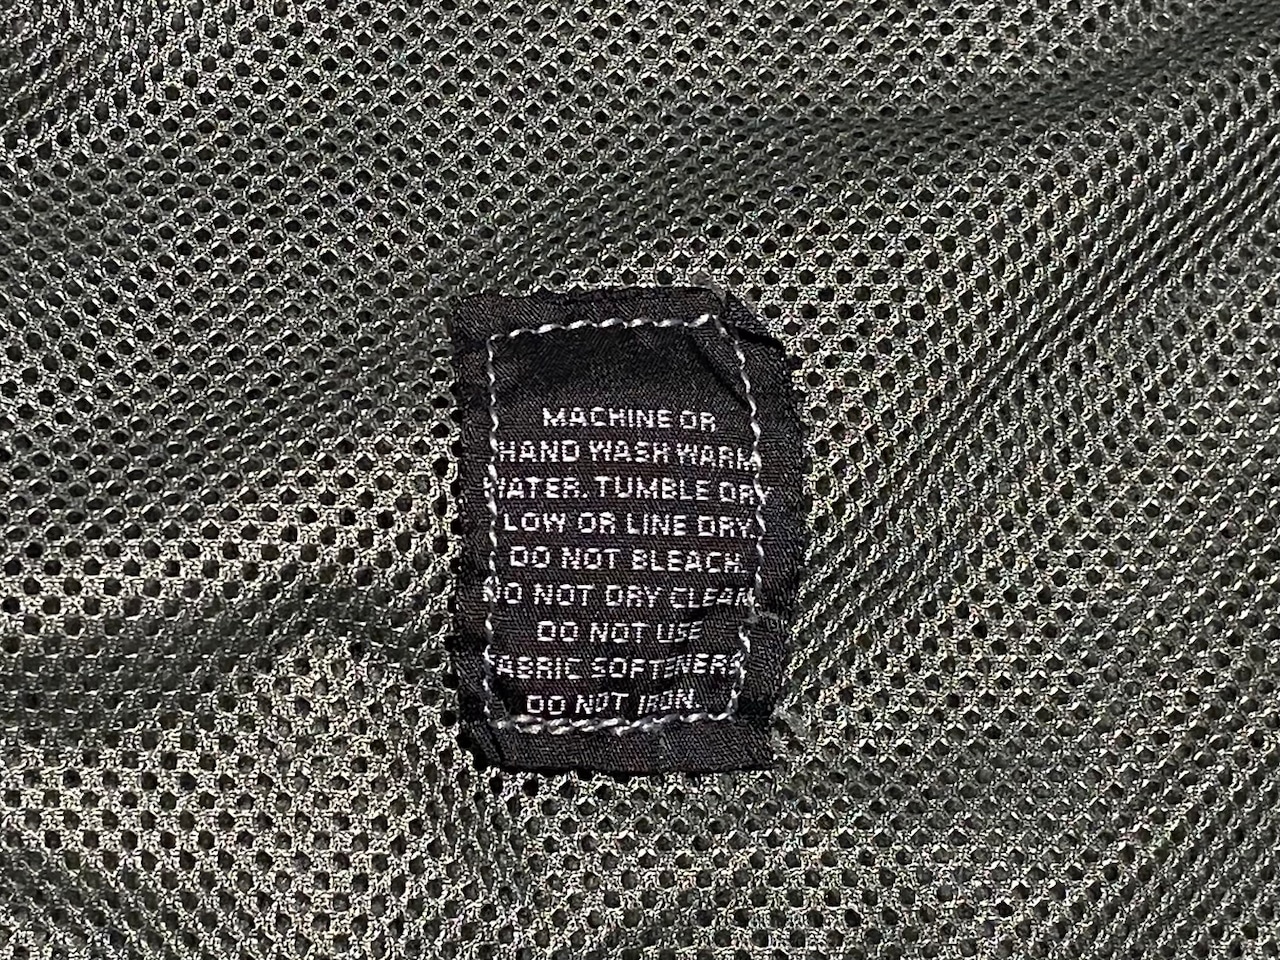 MACHINE OR
HAND WASH WARM
WATER. TUMBLE DRY
LOW OR LINE DRY.
DO NOT BLEACH.
DO NOT DRY CLEAN.
DO NOT USE
FABRIC SOFTENERS.
DO NOT IRON.